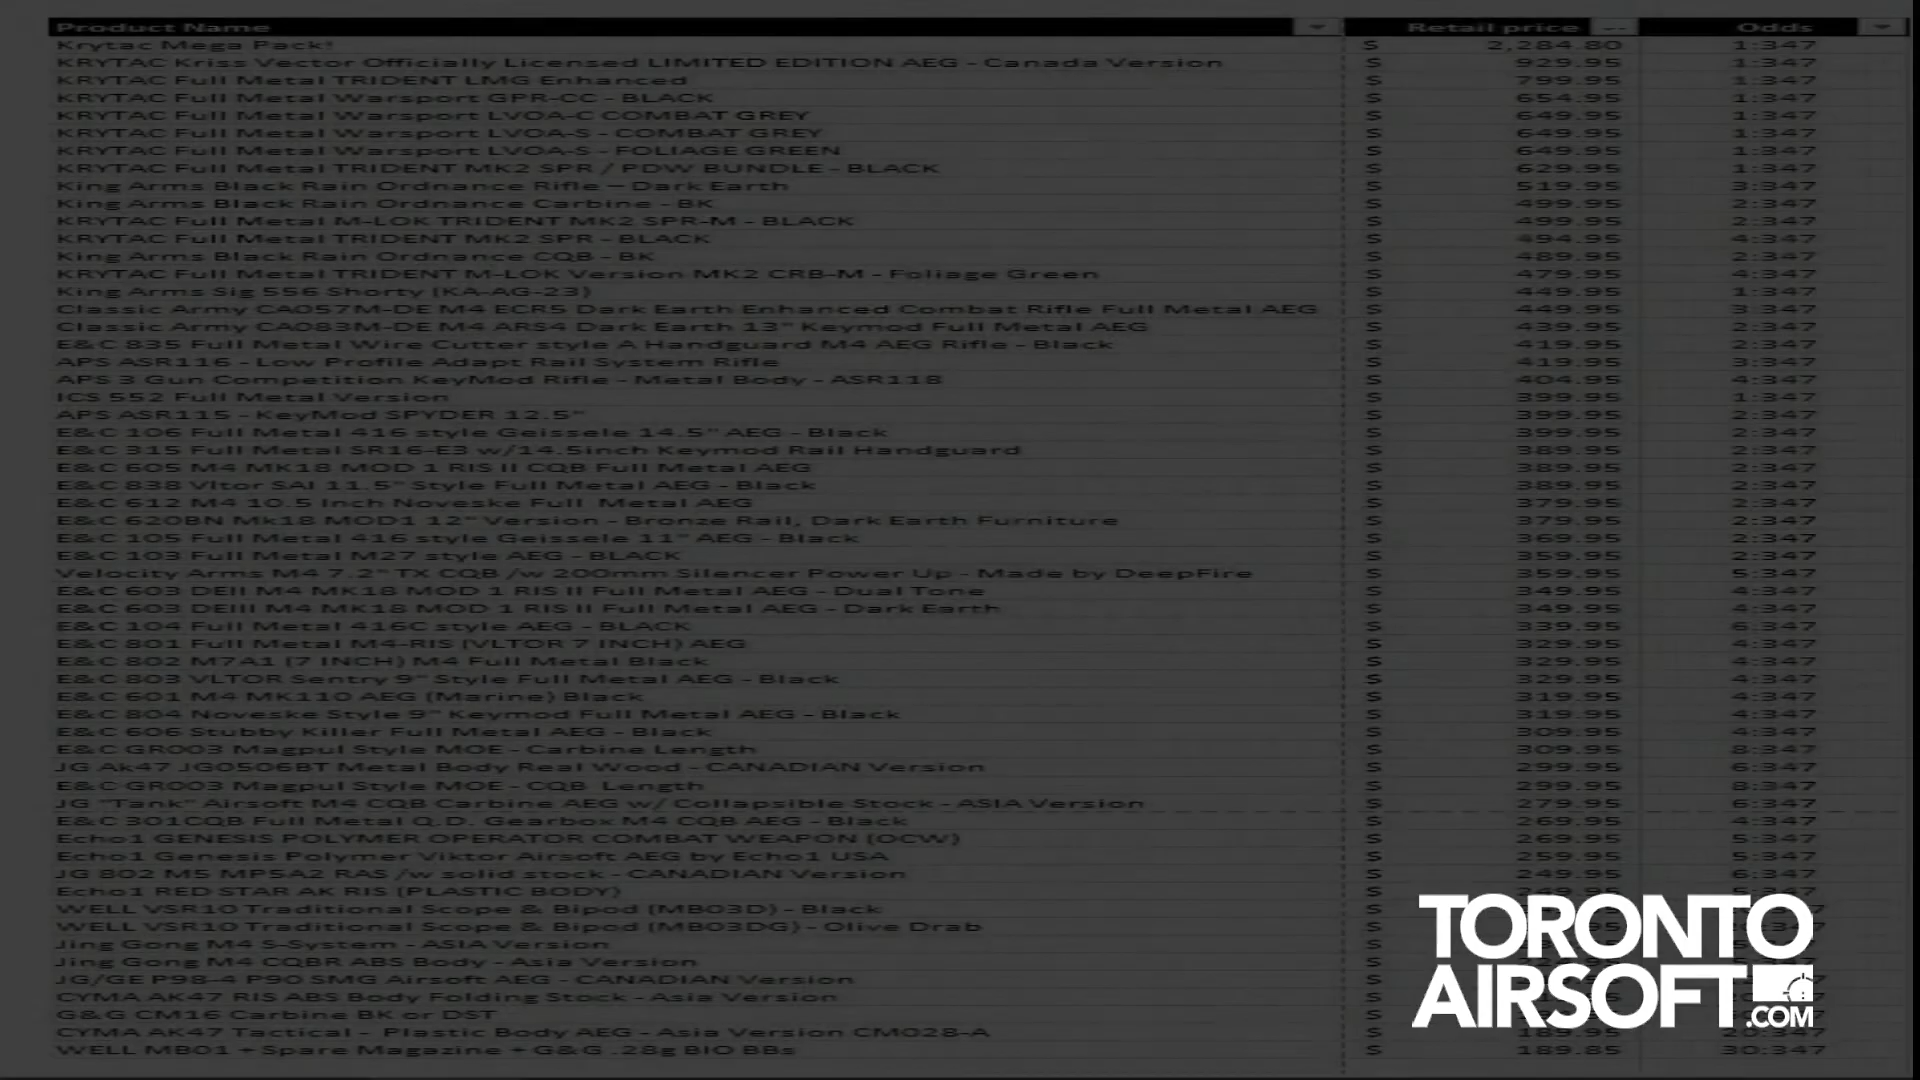 Product Name Retail price Odds
Krytac Mega Pack! $ 2,284.80 1:347
KRYTAC Kriss Vector Officially Licensed LIMITED EDITION AEG - Canada Version $ 929.95 1:347
KRYTAC Full Metal TRIDENT LMG Enhanced $ 799.95 1:347
KRYTAC Full Metal Warsport GPR-CC - BLACK $ 654.95 1:347
KRYTAC Full Metal Warsport LVOA-C COMBAT GREY $ 649.95 1:347
KRYTAC Full Metal Warsport LVOA-S - COMBAT GREY $ 649.95 1:347
KRYTAC Full Metal Warsport LVOA-S - FOLIAGE GREEN $ 649.95 1:347
KRYTAC Full Metal TRIDENT MK2 SPR / PDW BUNDLE - BLACK $ 629.95 1:347
King Arms Black Rain Ordnance Rifle – Dark Earth $ 519.95 3:347
King Arms Black Rain Ordnance Carbine - BK $ 499.95 2:347
KRYTAC Full Metal M-LOK TRIDENT MK2 SPR-M - BLACK $ 499.95 2:347
KRYTAC Full Metal TRIDENT MK2 SPR - BLACK $ 494.95 4:347
King Arms Black Rain Ordnance CQB - BK $ 489.95 2:347
KRYTAC Full Metal TRIDENT M-LOK Version MK2 CRB-M - Foliage Green $ 479.95 4:347
King Arms Sig 556 Shorty (KA-AG-23) $ 449.95 1:347
Classic Army CA057M-DE M4 ECR5 Dark Earth Enhanced Combat Rifle Full Metal AEG $ 449.95 3:347
Classic Army CA083M-DE M4 ARS4 Dark Earth 13" Keymod Full Metal AEG $ 439.95 2:347
E&C 835 Full Metal Wire Cutter style A Handguard M4 AEG Rifle - Black $ 419.95 2:347
APS ASR116 - Low Profile Adapt Rail System Rifle $ 419.95 3:347
APS 3 Gun Competition KeyMod Rifle - Metal Body - ASR118 $ 404.95 4:347
ICS 552 Full Metal Version $ 399.95 1:347
APS ASR115 - KeyMod SPYDER 12.5" $ 399.95 2:347
E&C 106 Full Metal 416 style Geissele 14.5" AEG - Black $ 399.95 2:347
E&C 315 Full Metal SR16-E3 w/14.5inch Keymod Rail Handguard $ 389.95 2:347
E&C 605 M4 MK18 MOD 1 RIS II CQB Full Metal AEG $ 389.95 2:347
E&C 838 Vltor SAI 11.5" Style Full Metal AEG - Black $ 389.95 2:347
E&C 612 M4 10.5 Inch Noveske Full Metal AEG $ 379.95 2:347
E&C 620BN Mk18 MOD1 12" Version - Bronze Rail, Dark Earth Furniture $ 379.95 2:347
E&C 105 Full Metal 416 style Geissele 11" AEG - Black $ 369.95 2:347
E&C 103 Full Metal M27 style AEG - BLACK $ 359.95 2:347
Velocity Arms M4 7.2" TX CQB /w 200mm Silencer Power Up - Made by DeepFire $ 359.95 5:347
E&C 603 DEII M4 MK18 MOD 1 RIS II Full Metal AEG - Dual Tone $ 349.95 4:347
E&C 603 DEIII M4 MK18 MOD 1 RIS II Full Metal AEG - Dark Earth $ 349.95 4:347
E&C 104 Full Metal 416C style AEG - BLACK $ 339.95 6:347
E&C 801 Full Metal M4-RIS (VLTOR 7 INCH) AEG $ 329.95 4:347
E&C 802 M7A1 (7 INCH) M4 Full Metal Black $ 329.95 4:347
E&C 803 VLTOR Sentry 9" Style Full Metal AEG - Black $ 329.95 4:347
E&C 601 M4 MK110 AEG (Marine) Black $ 319.95 4:347
E&C 804 Noveske Style 9" Keymod Full Metal AEG - Black $ 319.95 4:347
E&C 606 Stubby Killer Full Metal AEG - Black $ 309.95 4:347
E&C GR003 Magpul Style MOE - Carbine Length $ 309.95 8:347
JG Ak47 JG0506BT Metal Body Real Wood - CANADIAN Version $ 299.95 6:347
E&C GR003 Magpul Style MOE - CQB Length $ 299.95 8:347
JG "Tank" Airsoft M4 CQB Carbine AEG w/ Collapsible Stock - ASIA Version $ 279.95 6:347
E&C 301CQB Full Metal Q.D. Gearbox M4 CQB AEG - Black $ 269.95 4:347
Echo1 GENESIS POLYMER OPERATOR COMBAT WEAPON (OCW) $ 269.95 5:347
Echo1 Genesis Polymer Viktor Airsoft AEG by Echo1 USA $ 259.95 5:347
JG 802 M5 MP5A2 RAS /w solid stock - CANADIAN Version $ 249.95 6:347
Echo1 RED STAR AK RIS (PLASTIC BODY) $
WELL VSR10 Traditional Scope & Bipod (MB03D) - Black $
WELL VSR10 Traditional Scope & Bipod (MB03DG) - Olive Drab $
Jing Gong M4 S-System - ASIA Version $
Jing Gong M4 CQBR ABS Body - Asia Version $
JG/GE P98-4 P90 SMG Airsoft AEG - CANADIAN Version $
CYMA AK47 RIS ABS Body Folding Stock - Asia Version $
G&G CM16 Carbine BK or DST $
CYMA AK47 Tactical - Plastic Body AEG - Asia Version CM028-A $ 189.95 20:347
WELL MB01 + Spare Magazine + G&G .28g BIO BBs $ 189.85 30:347
TORONTO
AIRSOFT
.COM